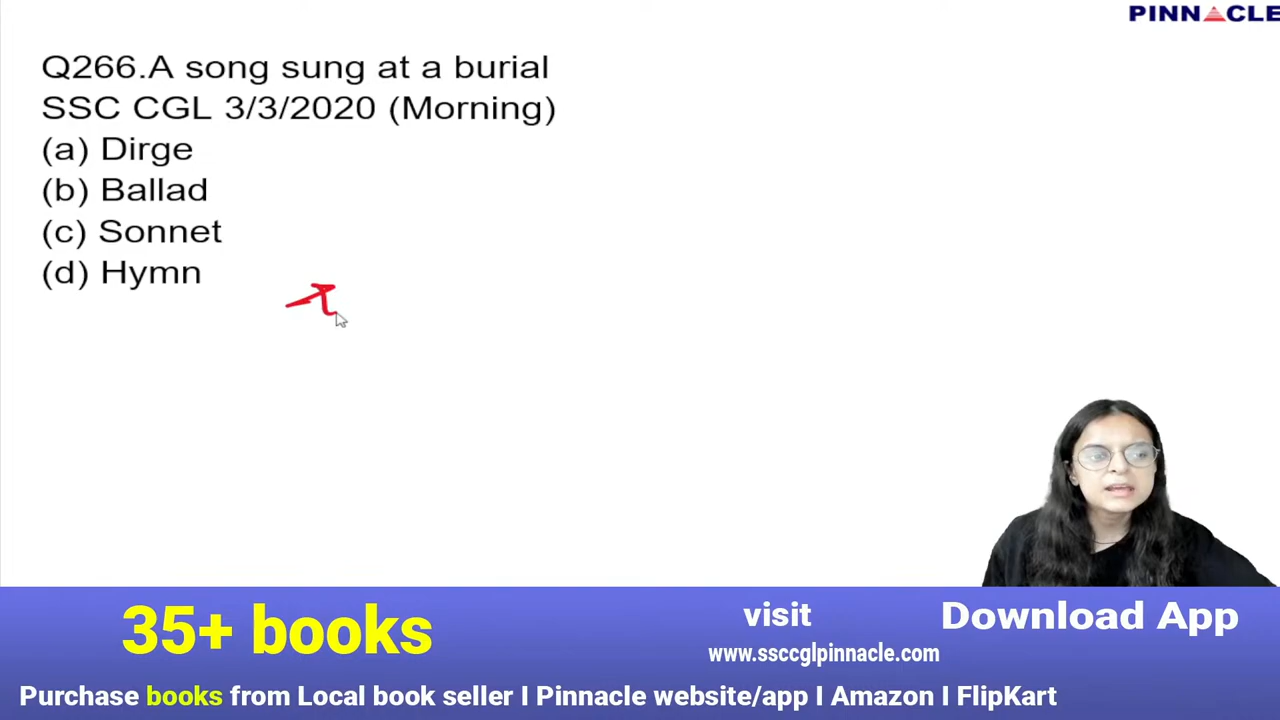 PINNACLE
Q266.A song sung at a burial
SSC CGL 3/3/2020 (Morning)
(a) Dirge
(b) Ballad
(c) Sonnet
(d) Hymn
35+ books
visit
www.ssccglpinnacle.com
Download App
Purchase books from Local book seller I Pinnacle website/app I Amazon I FlipKart